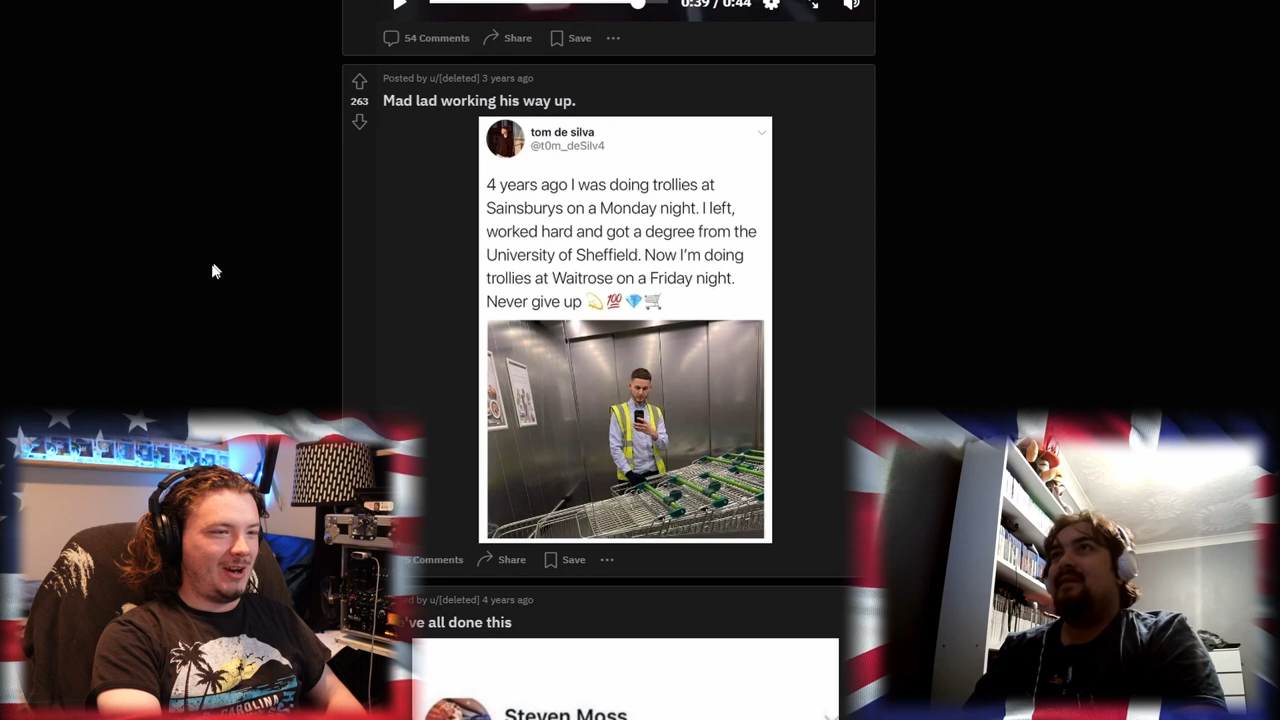 0:39 / 0:44
54 Comments
Share
Save
Posted by u/[deleted] 3 years ago
263
Mad lad working his way up.
tom de silva
@t0m_deSilv4
4 years ago I was doing trollies at
Sainsburys on a Monday night. I left,
worked hard and got a degree from the
University of Sheffield. Now I'm doing
trollies at Waitrose on a Friday night.
Never give up 💫💯💎🛒
Comments
Share
Save
by u/[deleted] 4 years ago
've all done this
Steven Moss
CAROLINA